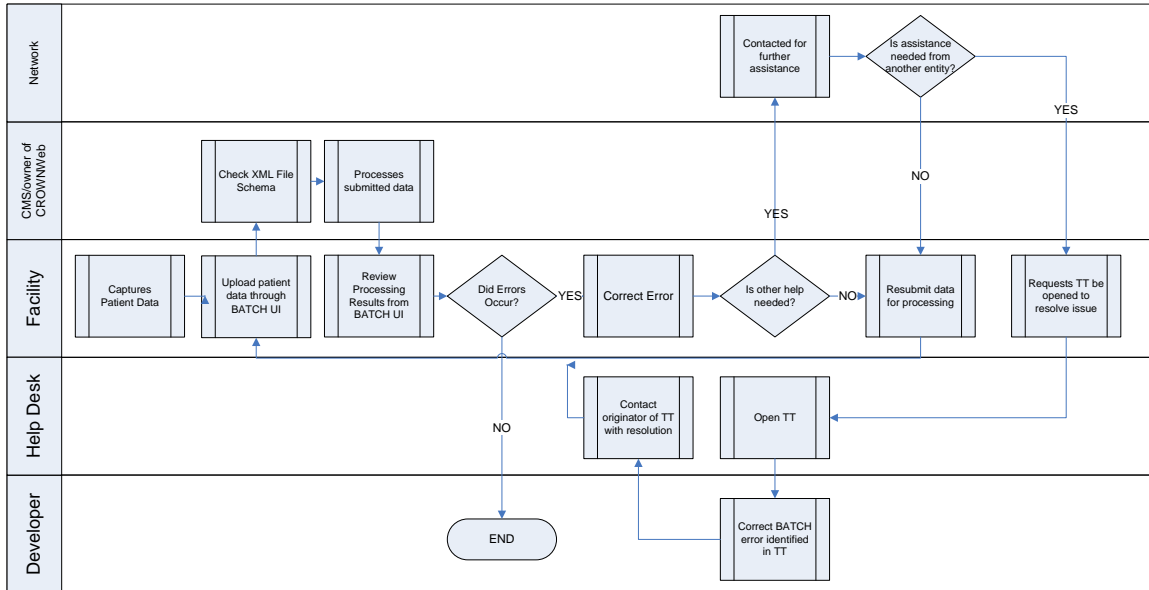 Network
Contacted for
further
assistance
Is assistance
needed from
another entity?
YES
NO
YES
CMS/owner of
CROWNWeb
Check XML File
Schema
Processes
submitted data
Facility
Captures
Patient Data
Upload patient
data through
BATCH UI
Review
Processing
Results from
BATCH UI
Did Errors
Occur?
YES
Correct Error
Is other help
needed?
NO
Resubmit data
for processing
Requests TT be
opened to
resolve issue
Help Desk
NO
Contact
originator of TT
with resolution
Open TT
Developer
END
Correct BATCH
error identified
in TT